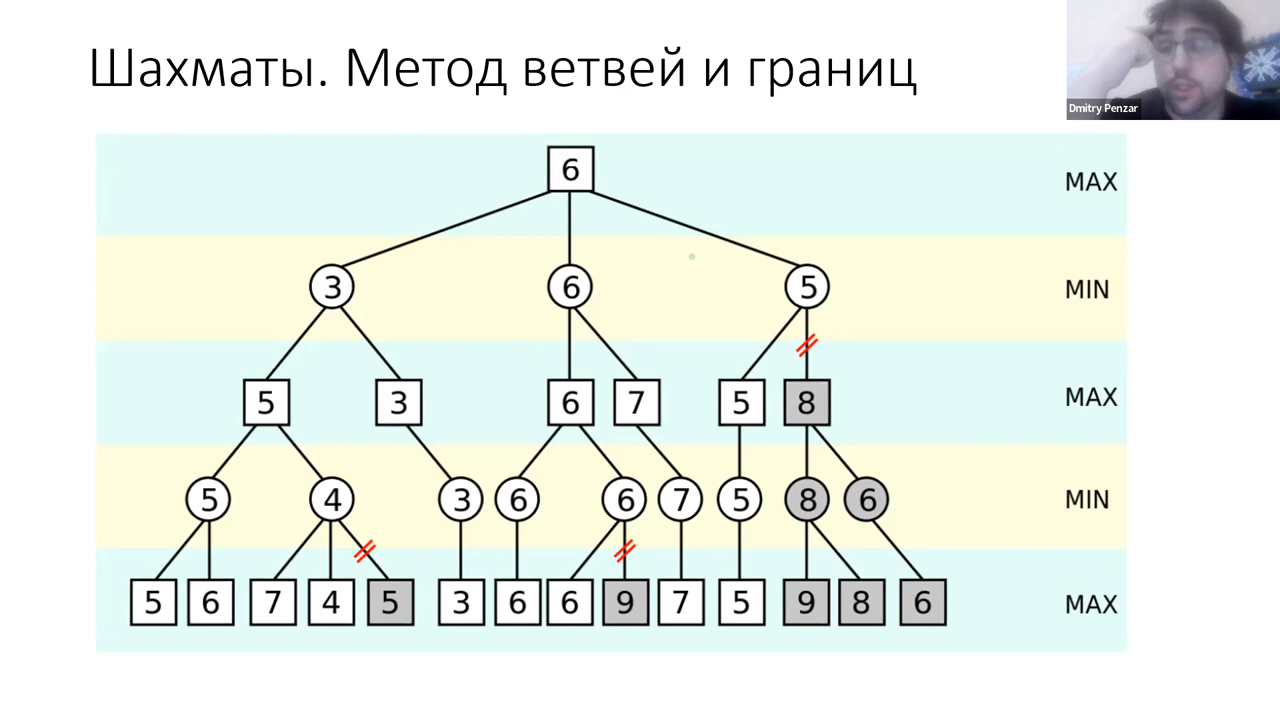 Шахматы. Метод ветвей и границ
Dmitry Penzar
6 MAX
3 6 5 MIN
5 3 6 7 5 8 MAX
5 4 3 6 6 7 5 8 6 MIN
5 6 7 4 5 3 6 6 9 7 5 9 8 6 MAX